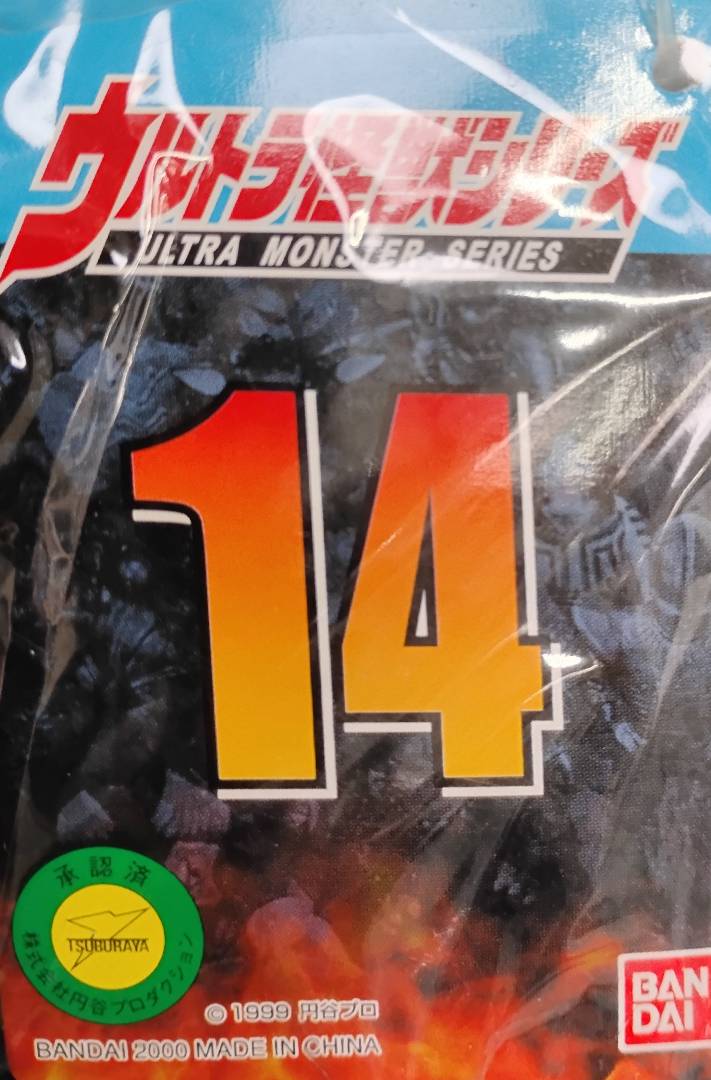 ウルトラ怪獣シリーズ
ULTRA MONSTER SERIES
14
承認済
TSUBURAYA
株式会社円谷プロダクション
© 1999 円谷プロ
BANDAI 2000 MADE IN CHINA
BAN
DAI